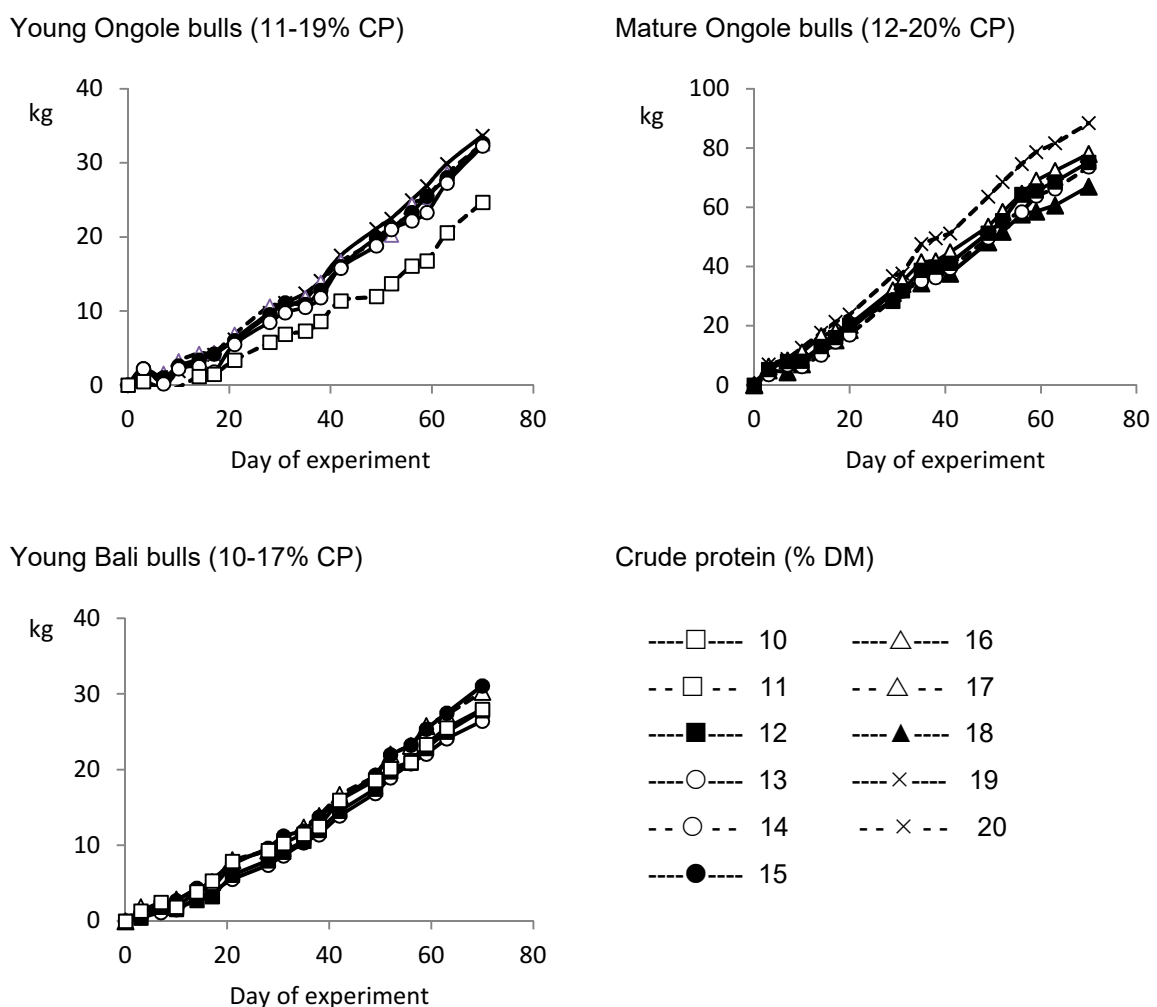 Young Ongole bulls (11-19% CP)
kg
40
30
20
10
0
0 20 40 60 80
Day of experiment
Mature Ongole bulls (12-20% CP)
kg
100
80
60
40
20
0
0 20 40 60 80
Day of experiment
Young Bali bulls (10-17% CP)
kg
40
30
20
10
0
0 20 40 60 80
Day of experiment
Crude protein (% DM)
10
11
12
13
14
15
16
17
18
19
20